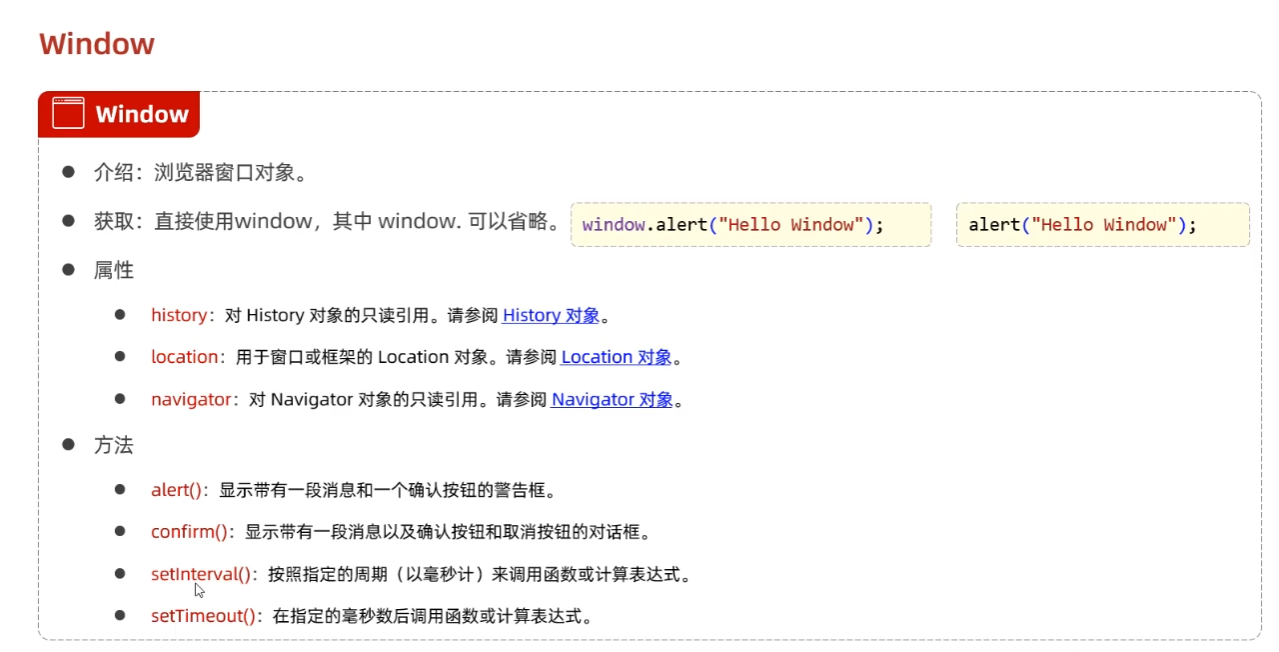 Window
Window
介绍：浏览器窗口对象。
获取：直接使用window，其中 window. 可以省略。 window.alert("Hello Window"); alert("Hello Window");
属性
history：对 History 对象的只读引用。请参阅 History 对象。
location：用于窗口或框架的 Location 对象。请参阅 Location 对象。
navigator：对 Navigator 对象的只读引用。请参阅 Navigator 对象。
方法
alert()：显示带有一段消息和一个确认按钮的警告框。
confirm()：显示带有一段消息以及确认按钮和取消按钮的对话框。
setInterval()：按照指定的周期（以毫秒计）来调用函数或计算表达式。
setTimeout()：在指定的毫秒数后调用函数或计算表达式。